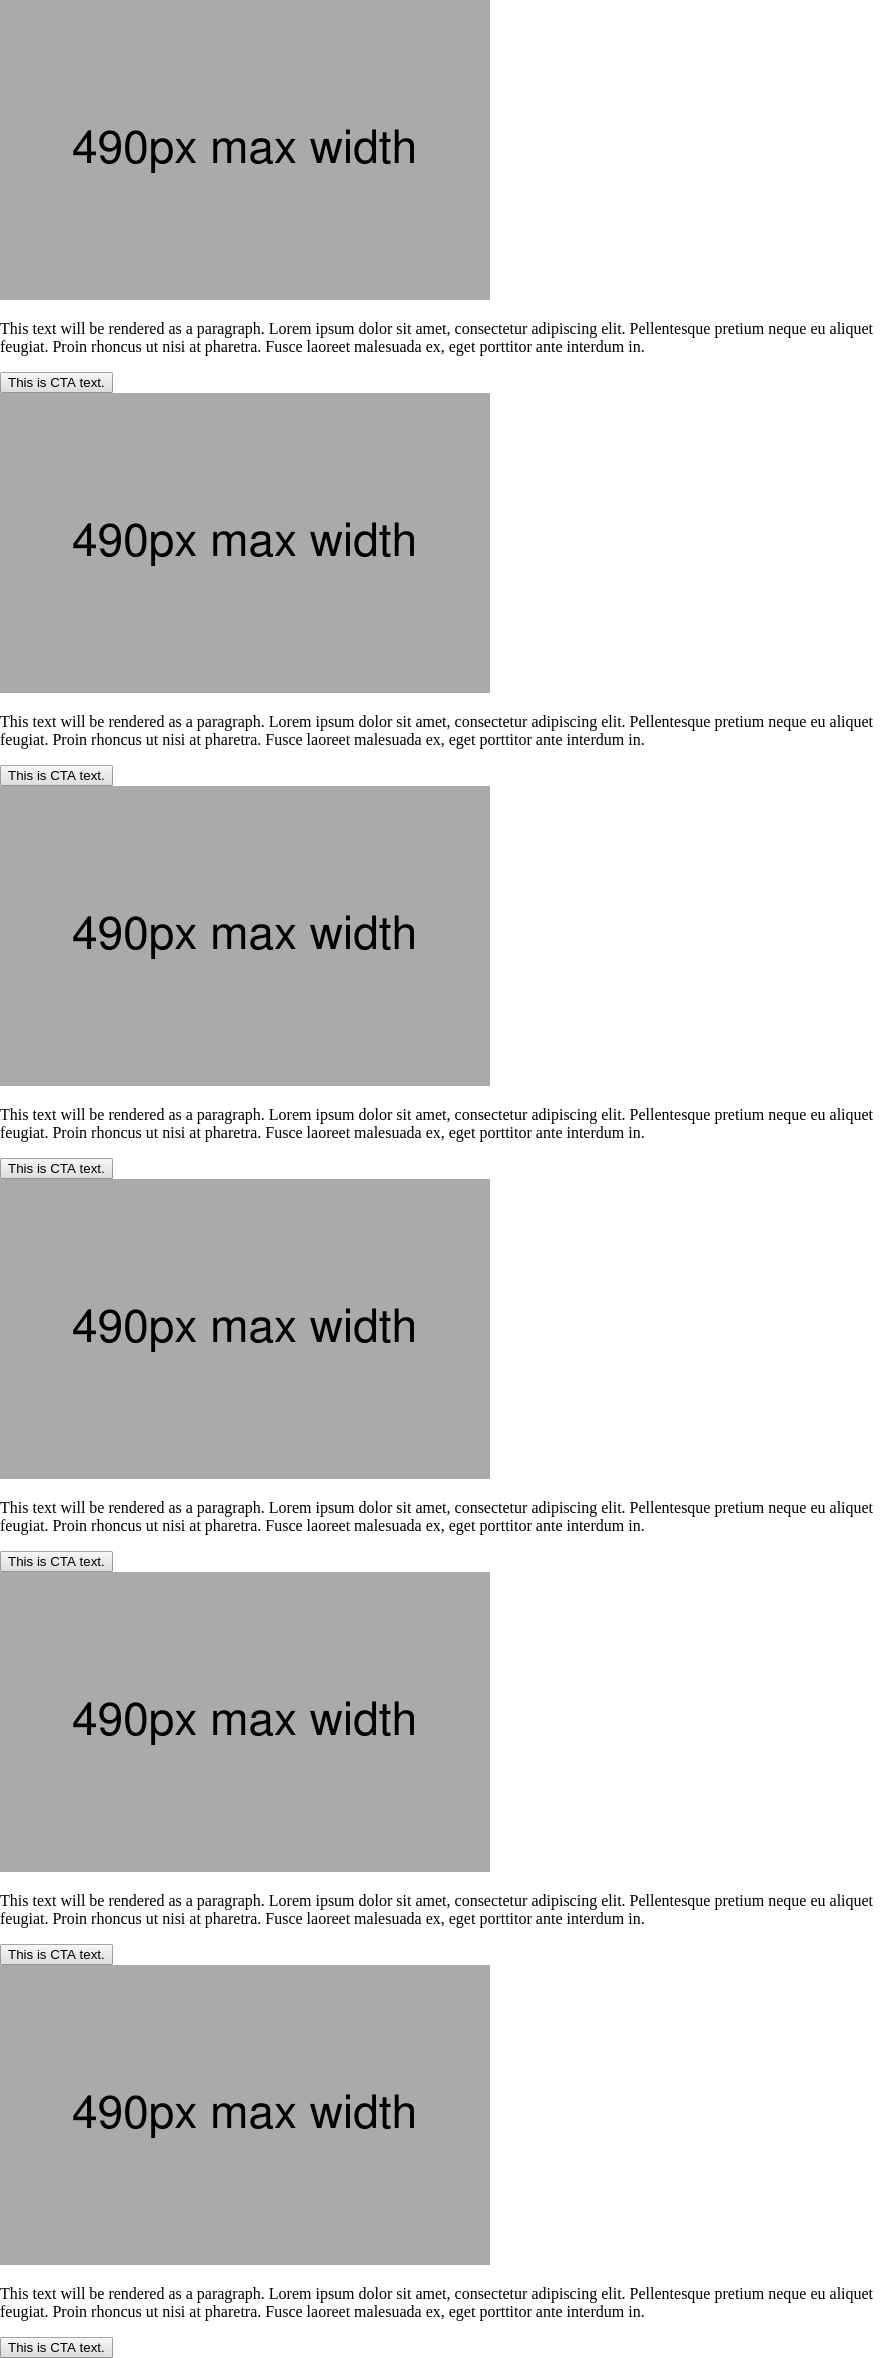 490px max width
This text will be rendered as a paragraph. Lorem ipsum dolor sit amet, consectetur adipiscing elit. Pellentesque pretium neque eu aliquet
feugiat. Proin rhoncus ut nisi at pharetra. Fusce laoreet malesuada ex, eget porttitor ante interdum in.
This is CTA text.
490px max width
This text will be rendered as a paragraph. Lorem ipsum dolor sit amet, consectetur adipiscing elit. Pellentesque pretium neque eu aliquet
feugiat. Proin rhoncus ut nisi at pharetra. Fusce laoreet malesuada ex, eget porttitor ante interdum in.
This is CTA text.
490px max width
This text will be rendered as a paragraph. Lorem ipsum dolor sit amet, consectetur adipiscing elit. Pellentesque pretium neque eu aliquet
feugiat. Proin rhoncus ut nisi at pharetra. Fusce laoreet malesuada ex, eget porttitor ante interdum in.
This is CTA text.
490px max width
This text will be rendered as a paragraph. Lorem ipsum dolor sit amet, consectetur adipiscing elit. Pellentesque pretium neque eu aliquet
feugiat. Proin rhoncus ut nisi at pharetra. Fusce laoreet malesuada ex, eget porttitor ante interdum in.
This is CTA text.
490px max width
This text will be rendered as a paragraph. Lorem ipsum dolor sit amet, consectetur adipiscing elit. Pellentesque pretium neque eu aliquet
feugiat. Proin rhoncus ut nisi at pharetra. Fusce laoreet malesuada ex, eget porttitor ante interdum in.
This is CTA text.
490px max width
This text will be rendered as a paragraph. Lorem ipsum dolor sit amet, consectetur adipiscing elit. Pellentesque pretium neque eu aliquet
feugiat. Proin rhoncus ut nisi at pharetra. Fusce laoreet malesuada ex, eget porttitor ante interdum in.
This is CTA text.